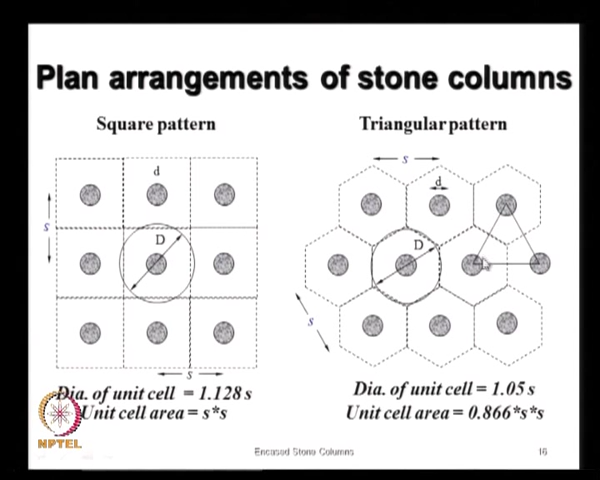 Plan arrangements of stone columns
Square pattern
Triangular pattern
s
d
d
s
D
D
s
s
Dia. of unit cell = 1.128 s
Unit cell area = s*s
Dia. of unit cell = 1.05 s
Unit cell area = 0.866*s*s
NPTEL
Encased Stone Columns
16